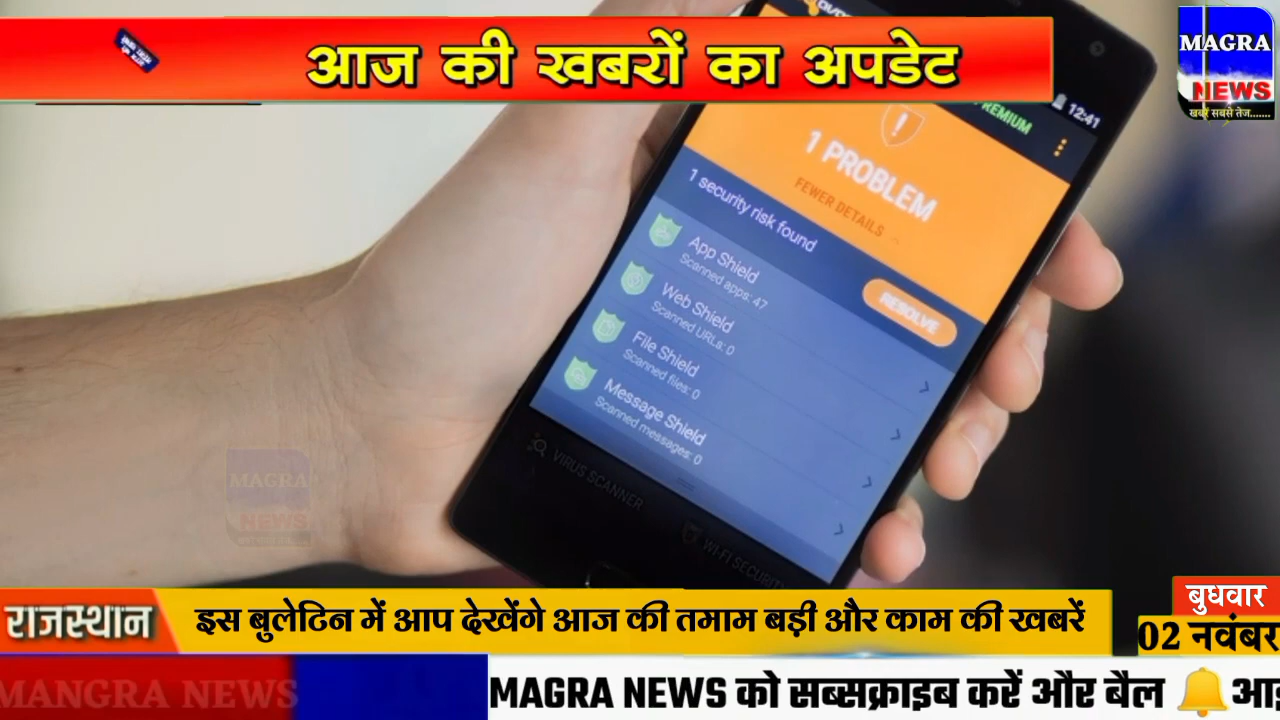 आज की खबरों का अपडेट
MAGRA
NEWS
खबरें सबसे तेज.......
12:41
PREMIUM
1 PROBLEM
FEWER DETAILS
1 security risk found
RESOLVE
App Shield
Scanned apps: 47
Web Shield
Scanned URLs: 0
File Shield
Scanned files: 0
Message Shield
Scanned messages: 0
VIRUS SCANNER
WI-FI SECURITY
MAGRA
NEWS
राजस्थान
इस बुलेटिन में आप देखेंगे आज की तमाम बड़ी और काम की खबरें
बुधवार
02 नवंबर
MANGRA NEWS
MAGRA NEWS को सब्सक्राइब करें और बैल 🔔